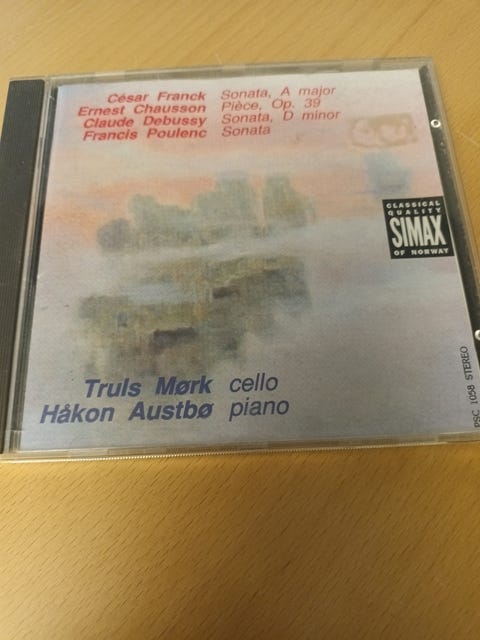 César Franck Sonata, A major
Ernest Chausson Pièce, Op. 39
Claude Debussy Sonata, D minor
Francis Poulenc Sonata
CLASSICAL
QUALITY
SIMAX
OF NORWAY
PSC 1058 STEREO
Truls Mørk cello
Håkon Austbø piano